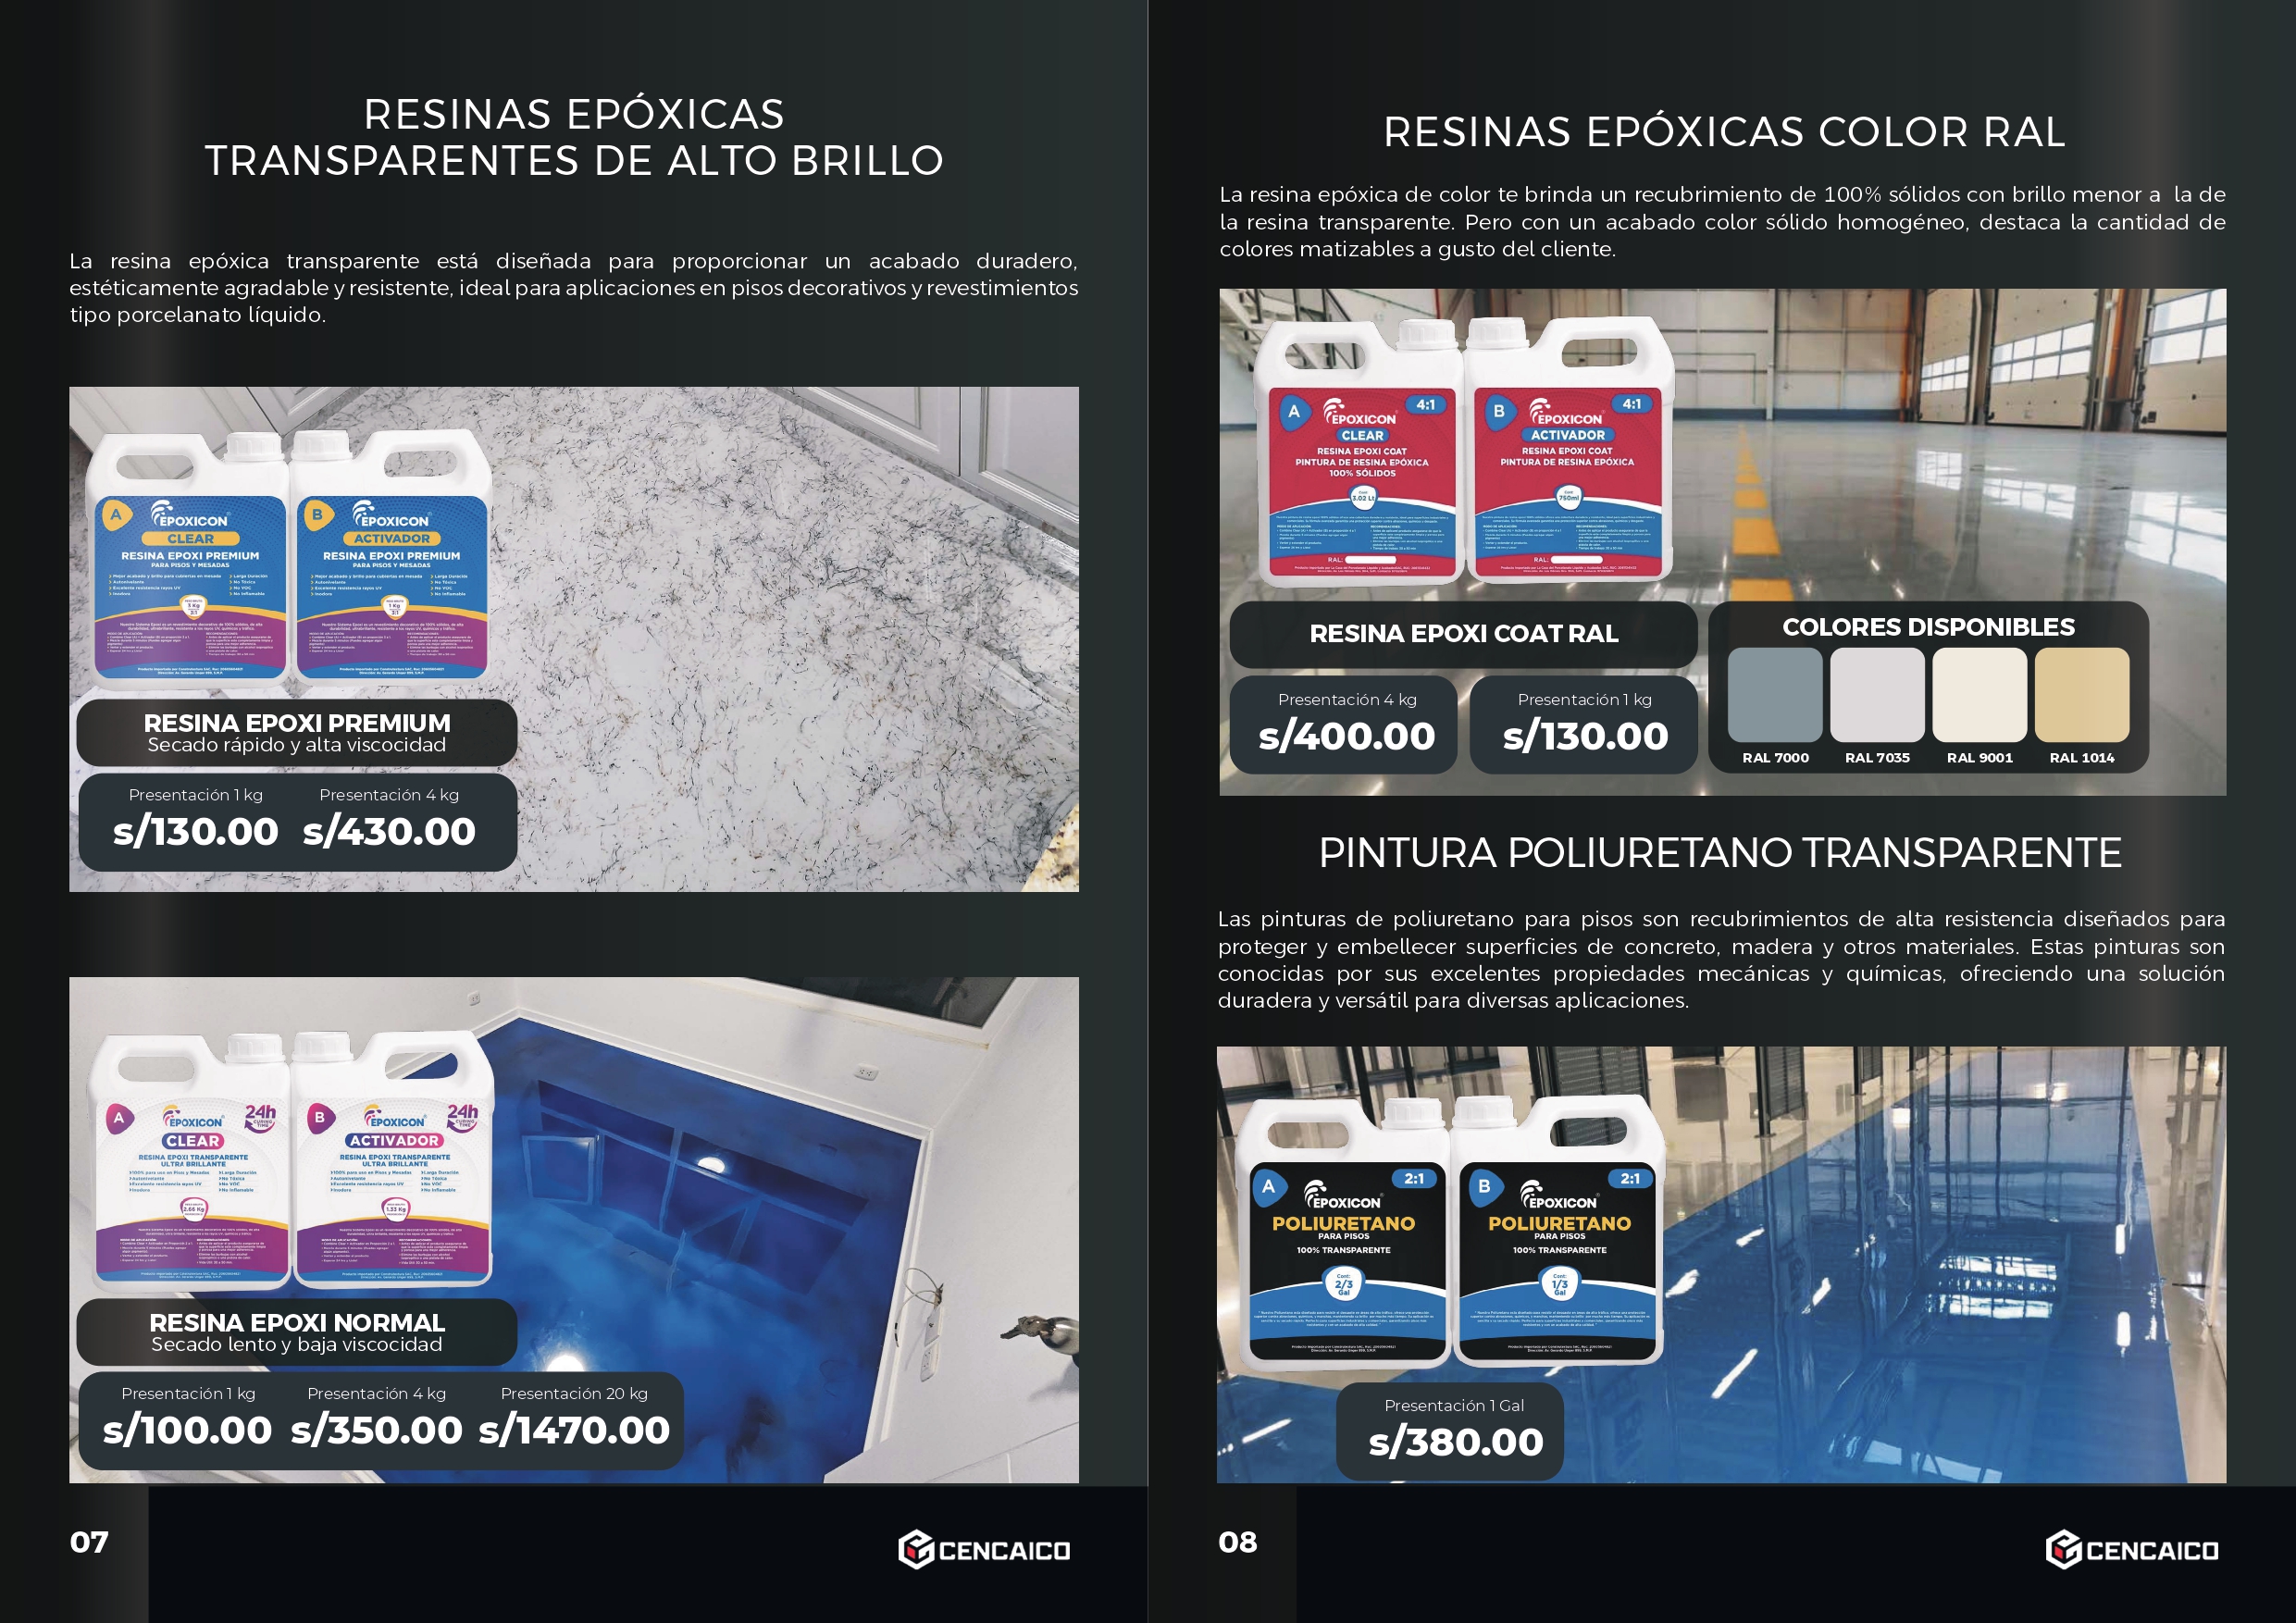 RESINAS EPÓXICAS
TRANSPARENTES DE ALTO BRILLO
La resina epóxica transparente está diseñada para proporcionar un acabado duradero,
estéticamente agradable y resistente, ideal para aplicaciones en pisos decorativos y revestimientos
tipo porcelanato líquido.
A
EPOXICON
CLEAR
RESINA EPOXI PREMIUM
PARA PISOS Y MESADAS
B
EPOXICON
ACTIVADOR
RESINA EPOXI PREMIUM
PARA PISOS Y MESADAS
RESINA EPOXI PREMIUM
Secado rápido y alta viscocidad
Presentación 1 kg
s/130.00
Presentación 4 kg
s/430.00
A
EPOXICON
24h
CLEAR
RESINA EPOXI TRANSPARENTE
ULTRA BRILLANTE
B
EPOXICON
24h
ACTIVADOR
RESINA EPOXI TRANSPARENTE
ULTRA BRILLANTE
RESINA EPOXI NORMAL
Secado lento y baja viscocidad
Presentación 1 kg
s/100.00
Presentación 4 kg
s/350.00
Presentación 20 kg
s/1470.00
07
CENCAICO
RESINAS EPÓXICAS COLOR RAL
La resina epóxica de color te brinda un recubrimiento de 100% sólidos con brillo menor a la de
la resina transparente. Pero con un acabado color sólido homogéneo, destaca la cantidad de
colores matizables a gusto del cliente.
A
EPOXICON
4:1
CLEAR
RESINA EPOXI COAT
PINTURA DE RESINA EPÓXICA
100% SÓLIDOS
3.02 Lt
RAL:
B
EPOXICON
4:1
ACTIVADOR
RESINA EPOXI COAT
PINTURA DE RESINA EPÓXICA
750ml
RAL:
RESINA EPOXI COAT RAL
Presentación 4 kg
s/400.00
Presentación 1 kg
s/130.00
COLORES DISPONIBLES
RAL 7000
RAL 7035
RAL 9001
RAL 1014
PINTURA POLIURETANO TRANSPARENTE
Las pinturas de poliuretano para pisos son recubrimientos de alta resistencia diseñados para
proteger y embellecer superficies de concreto, madera y otros materiales. Estas pinturas son
conocidas por sus excelentes propiedades mecánicas y químicas, ofreciendo una solución
duradera y versátil para diversas aplicaciones.
A
2:1
EPOXICON
POLIURETANO
PARA PISOS
100% TRANSPARENTE
Cont:
2/3
Gal
B
2:1
EPOXICON
POLIURETANO
PARA PISOS
100% TRANSPARENTE
Cont:
1/3
Gal
Presentación 1 Gal
s/380.00
08
CENCAICO